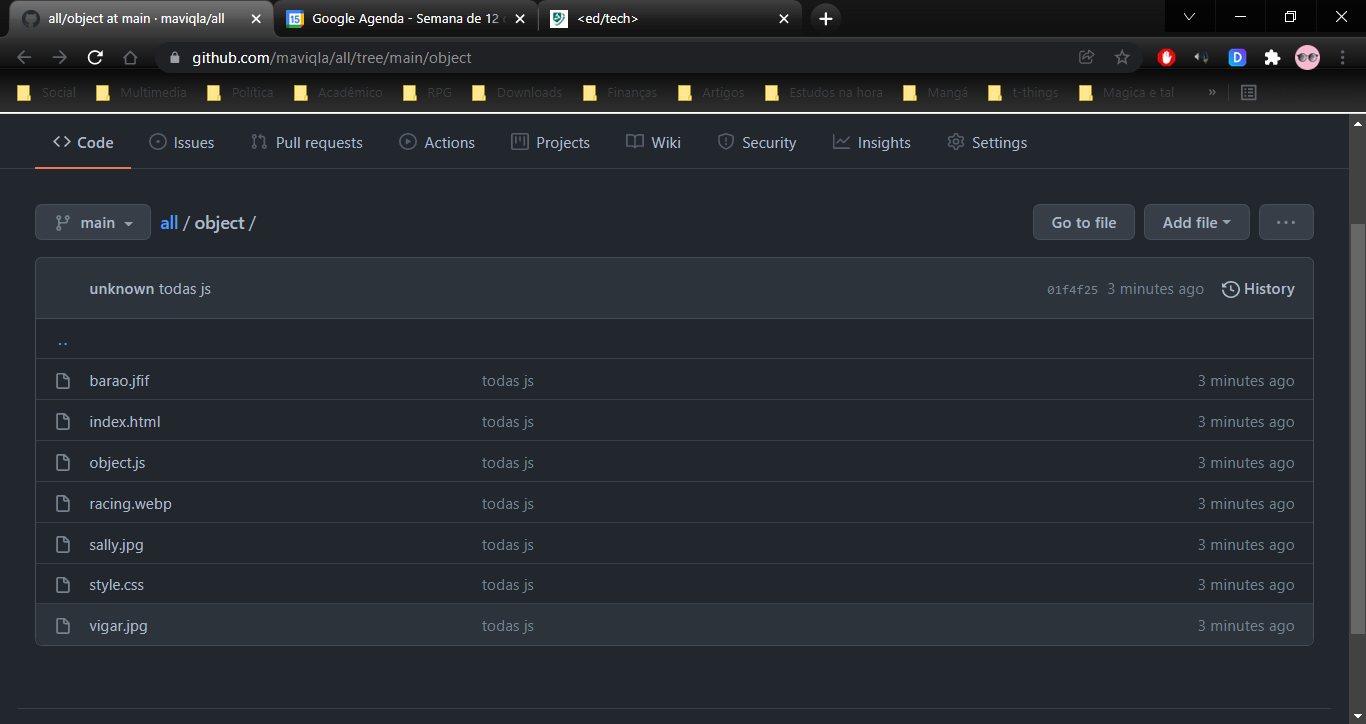 all/object at main · maviqla/all
15 Google Agenda - Semana de 12 d
<ed/tech>
github.com/maviqla/all/tree/main/object
Social Multimedia Política Acadêmico RPG Downloads Finanças Artigos Estudos na hora Mangá t-things Magica e tal »
Code Issues Pull requests Actions Projects Wiki Security Insights Settings
main all / object / Go to file Add file ...
unknown todas js 01f4f25 3 minutes ago History
..
barao.jfif todas js 3 minutes ago
index.html todas js 3 minutes ago
object.js todas js 3 minutes ago
racing.webp todas js 3 minutes ago
sally.jpg todas js 3 minutes ago
style.css todas js 3 minutes ago
vigar.jpg todas js 3 minutes ago